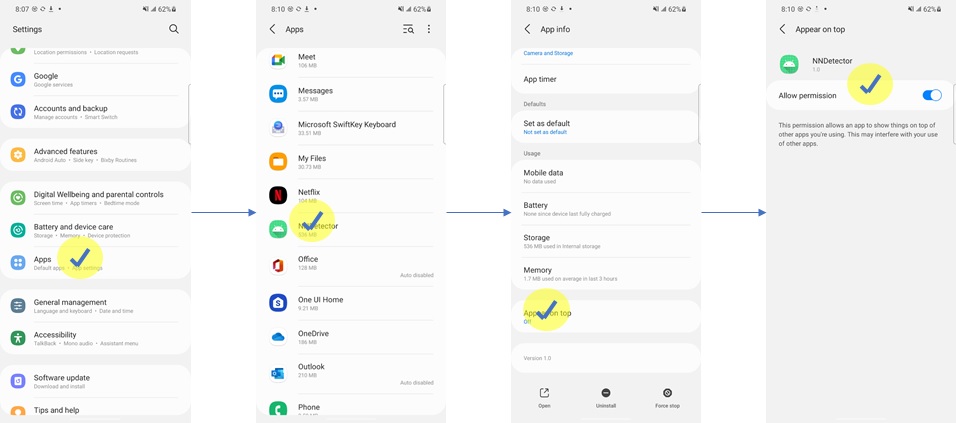 8:07
62%
Settings
Location permissions • Location requests
Google
Google services
Accounts and backup
Manage accounts • Smart Switch
Advanced features
Android Auto • Side key • Bixby Routines
Digital Wellbeing and parental controls
Screen time • App timers • Bedtime mode
Battery and device care
Storage • Memory • Device protection
Apps
Default apps • App settings
General management
Language and keyboard • Date and time
Accessibility
TalkBack • Mono audio • Assistant menu
Software update
Download and install
Tips and help
8:10
62%
Apps
Meet
106 MB
Messages
3.57 MB
Microsoft SwiftKey Keyboard
33.51 MB
My Files
30.73 MB
Netflix
104 MB
NNDetector
536 MB
Office
128 MB
Auto disabled
One UI Home
9.21 MB
OneDrive
186 MB
Outlook
210 MB
Auto disabled
Phone
8:10
62%
App info
Camera and Storage
App timer
Defaults
Set as default
Not set as default
Usage
Mobile data
No data used
Battery
None since device last fully charged
Storage
536 MB used in Internal storage
Memory
1.7 MB used on average in last 3 hours
Appear on top
Off
Version 1.0
Open
Uninstall
Force stop
8:10
62%
Appear on top
NNDetector
1.0
Allow permission
This permission allows an app to show things on top of
other apps you're using. This may interfere with your use
of other apps.